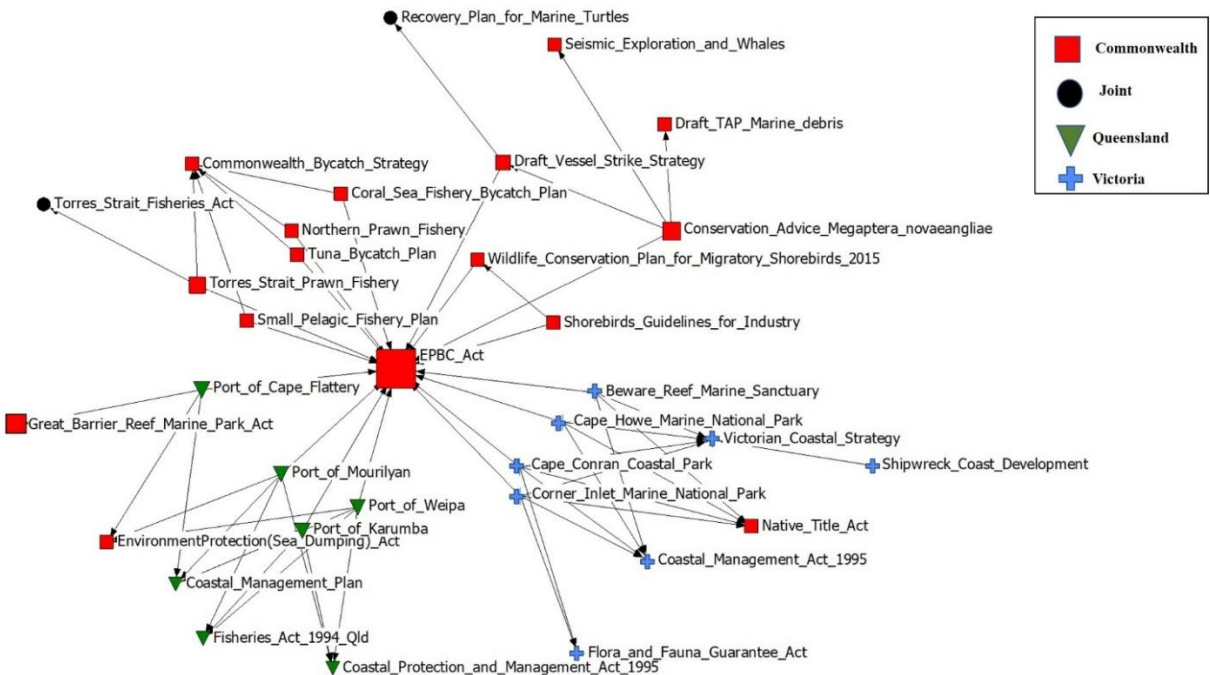 Recovery_Plan_for_Marine_Turtles
Seismic_Exploration_and_Whales
Commonwealth
Joint
Draft_TAP_Marine_debris
Queensland
Commonwealth_Bycatch_Strategy
Draft_Vessel_Strike_Strategy
Victoria
Coral_Sea_Fishery_Bycatch_Plan
Torres_Strait_Fisheries_Act
Northern_Prawn_Fishery
Conservation_Advice_Megaptera_novaeangliae
Tuna_Bycatch_Plan
Wildlife_Conservation_Plan_for_Migratory_Shorebirds_2015
Torres_Strait_Prawn_Fishery
Small_Pelagic_Fishery_Plan
Shorebirds_Guidelines_for_Industry
EPBC_Act
Port_of_Cape_Flattery
Beware_Reef_Marine_Sanctuary
Great_Barrier_Reef_Marine_Park_Act
Cape_Howe_Marine_National_Park
Victorian_Coastal_Strategy
Cape_Conran_Coastal_Park
Shipwreck_Coast_Development
Port_of_Mourilyan
Corner_Inlet_Marine_National_Park
Port_of_Weipa
Native_Title_Act
Port_of_Karumba
EnvironmentProtection(Sea_Dumping)_Act
Coastal_Management_Act_1995
Coastal_Management_Plan
Fisheries_Act_1994_Qld
Flora_and_Fauna_Guarantee_Act
Coastal_Protection_and_Management_Act_1995